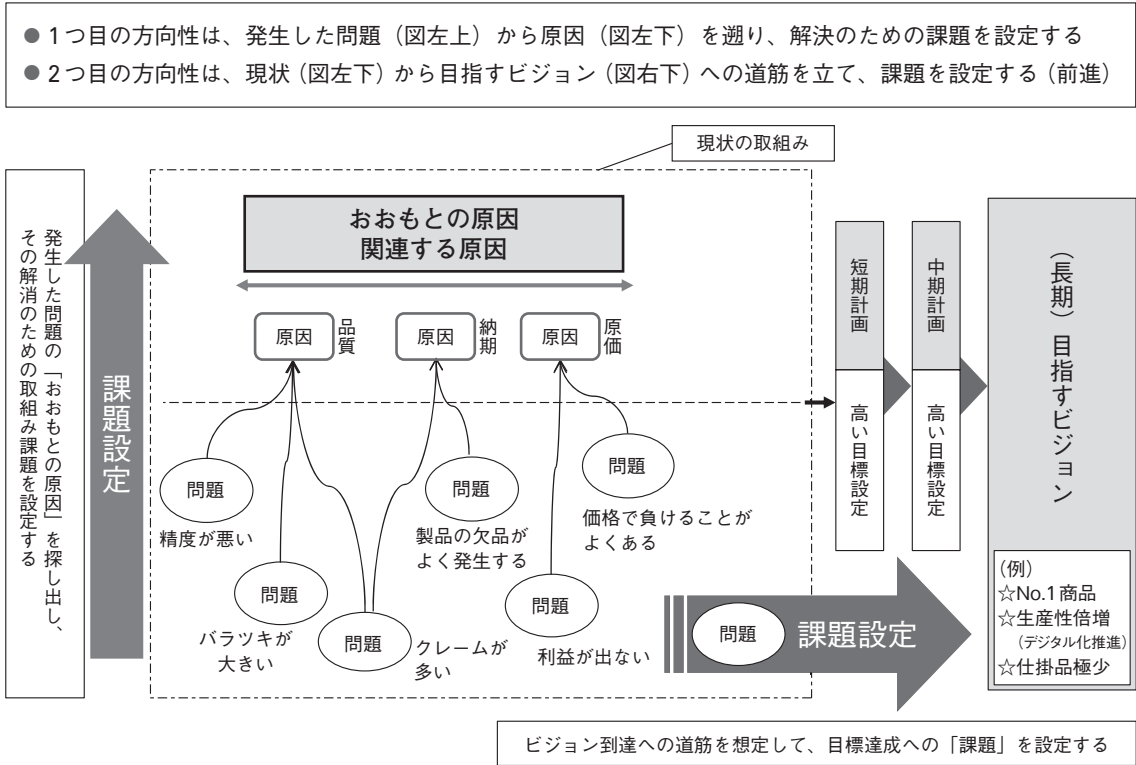 ● 1つ目の方向性は、発生した問題（図左上）から原因（図左下）を遡り、解決のための課題を設定する
● 2つ目の方向性は、現状（図左下）から目指すビジョン（図右下）への道筋を立て、課題を設定する（前進）
現状の取組み
発生した問題の「おおもとの原因」を探し出し、
その解消のための取組み課題を設定する
課題設定
おおもとの原因
関連する原因
原因
品質
原因
納期
原因
原価
問題
精度が悪い
問題
バラツキが
大きい
問題
クレームが
多い
問題
製品の欠品が
よく発生する
問題
利益が出ない
問題
価格で負けることが
よくある
問題
課題設定
短期計画
高い目標設定
中期計画
高い目標設定
（長期）目指すビジョン
（例）
☆No.1商品
☆生産性倍増
（デジタル化推進）
☆仕掛品極少
ビジョン到達への道筋を想定して、目標達成への「課題」を設定する